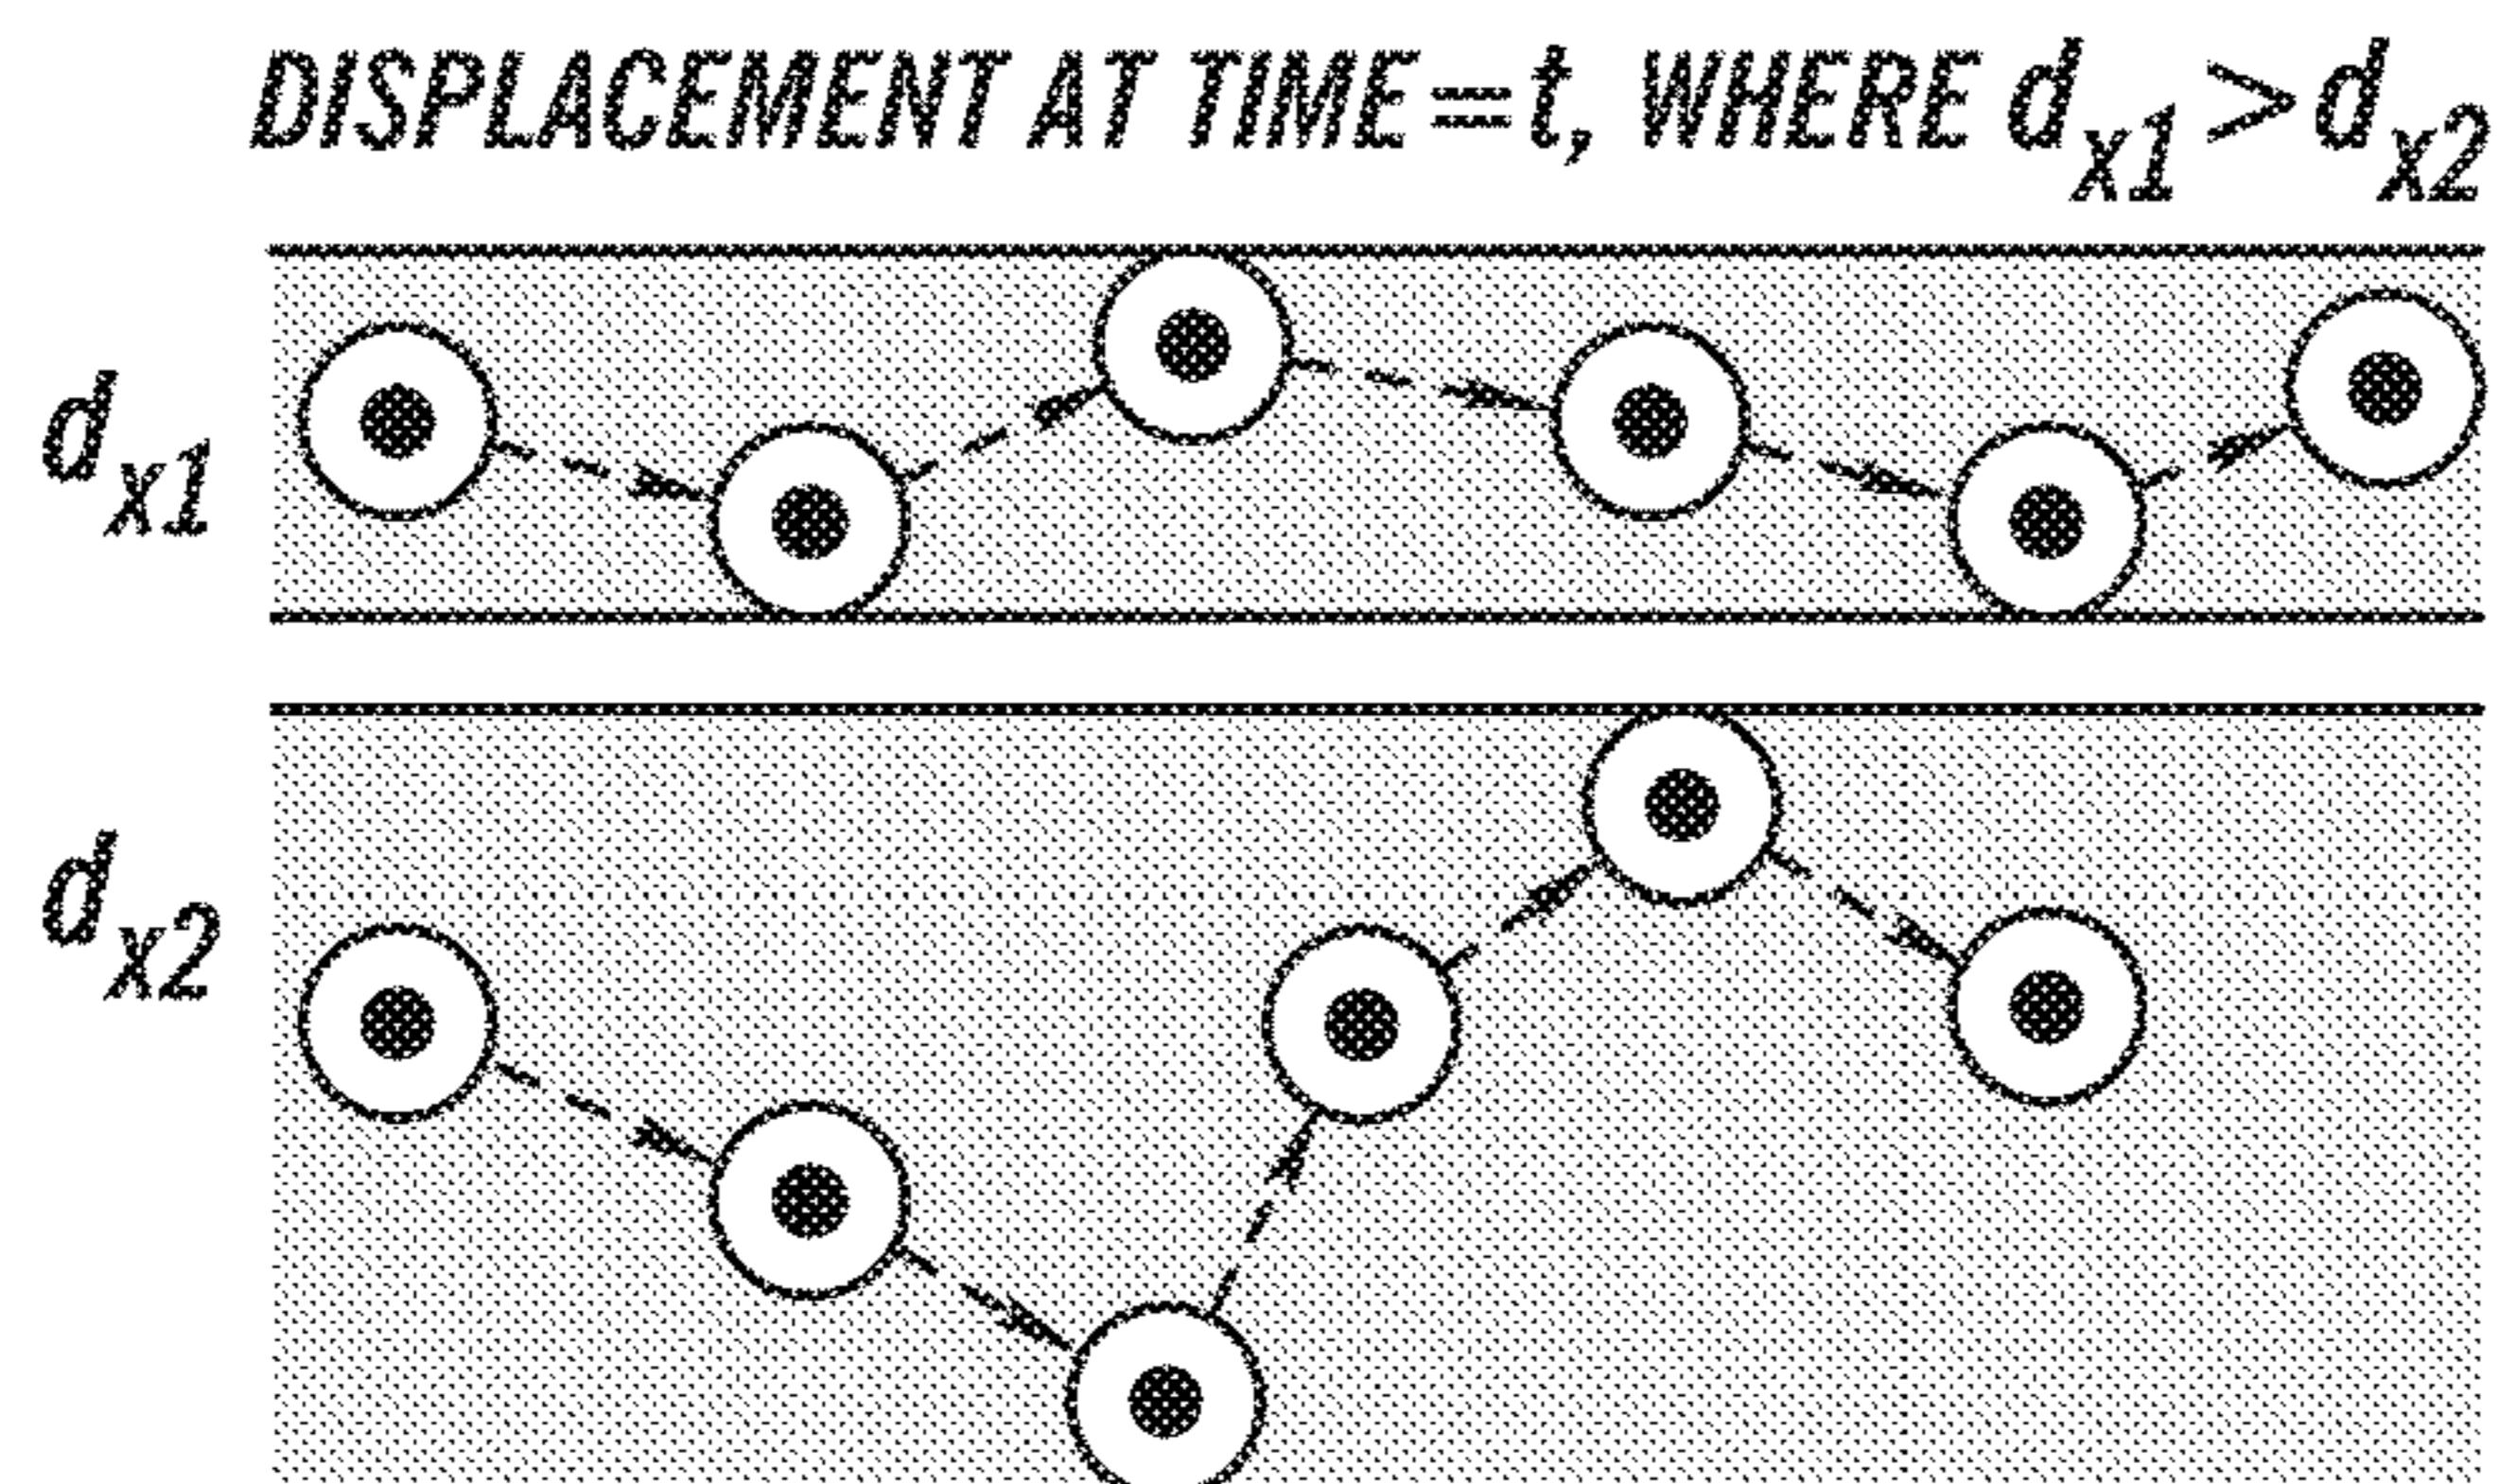 DISPLACEMENT AT TIME=t, WHERE dx1 > dx2
dx1
dx2